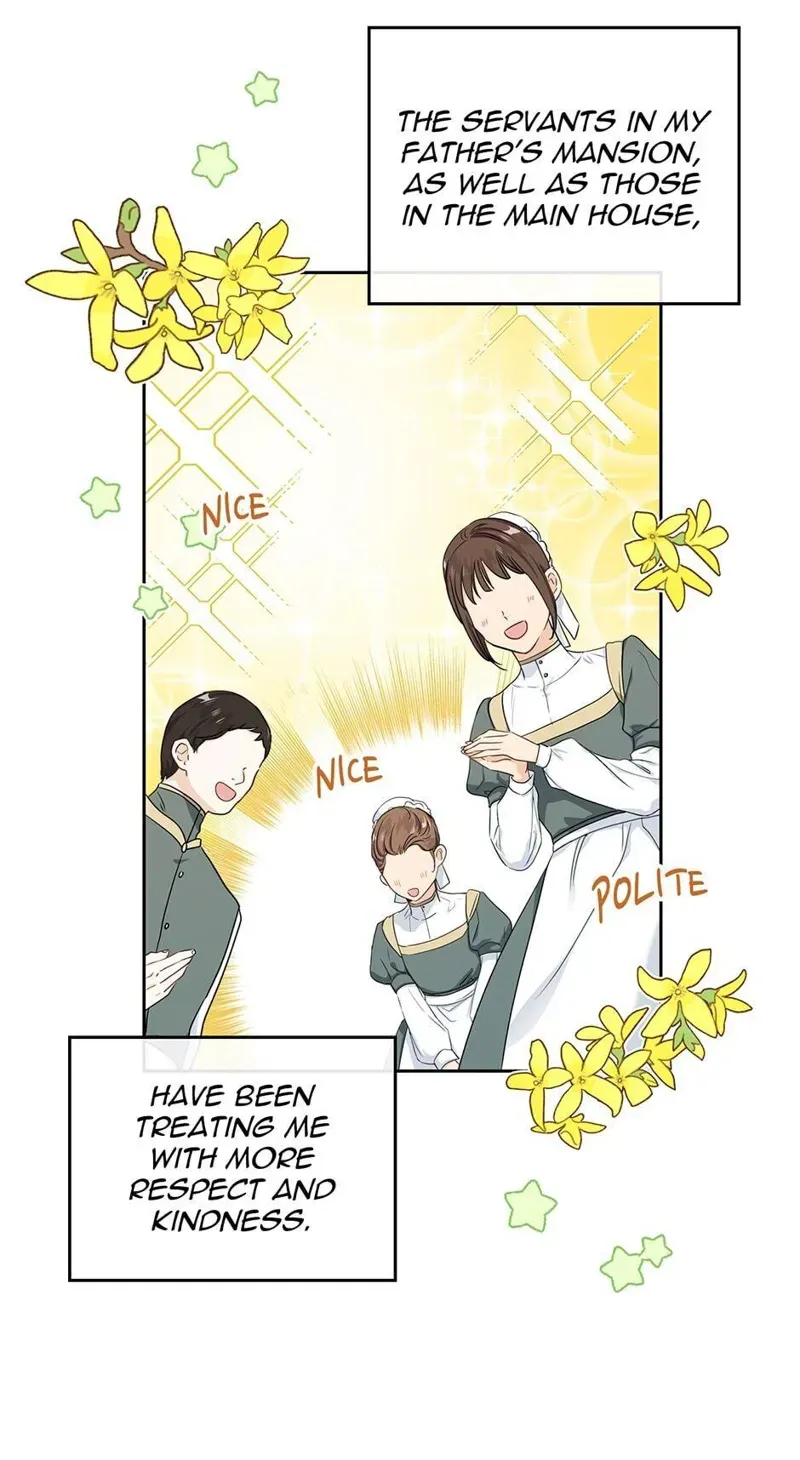 THE SERVANTS IN MY
FATHER'S MANSION,
AS WELL AS THOSE
IN THE MAIN HOUSE,
NICE
NICE
POLITE
HAVE BEEN
TREATING ME
WITH MORE
RESPECT AND
KINDNESS.